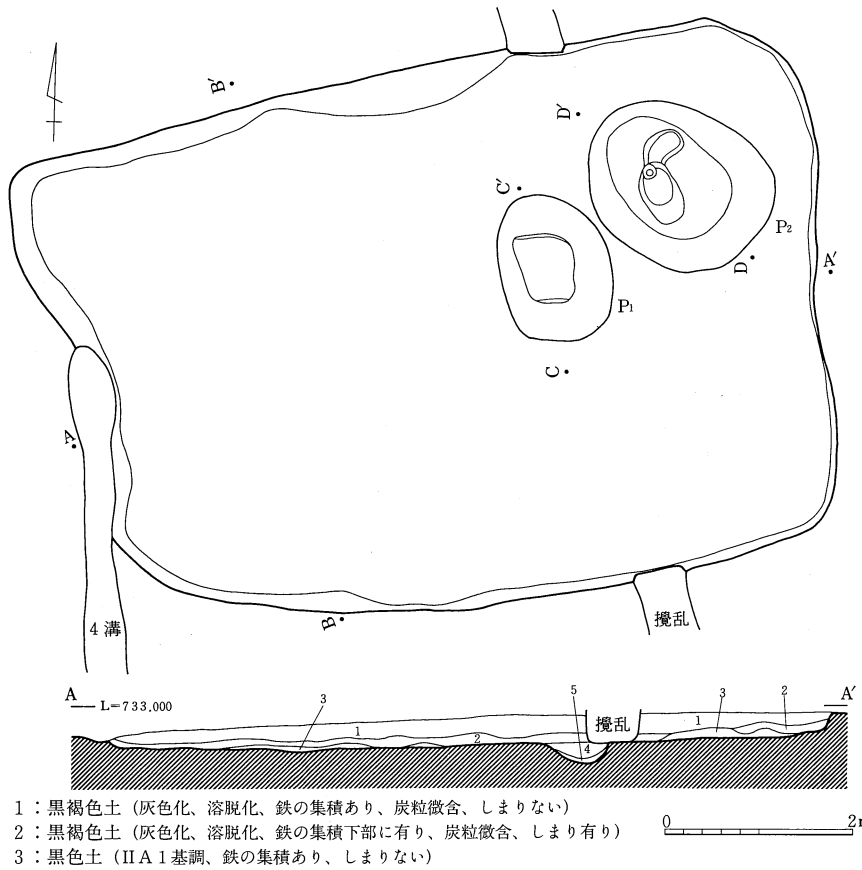 B′
D′
C′
P₂
D
A′
P₁
C
A
B
4溝
攪乱
A
L=733,000
A′
3
5
攪乱
1
3
2
1
2
4
1：黒褐色土（灰色化、溶脱化、鉄の集積あり、炭粒微含、しまりない）
2：黒褐色土（灰色化、溶脱化、鉄の集積下部に有り、炭粒微含、しまり有り）
3：黒色土（ⅡA1基調、鉄の集積あり、しまりない）
0 2m